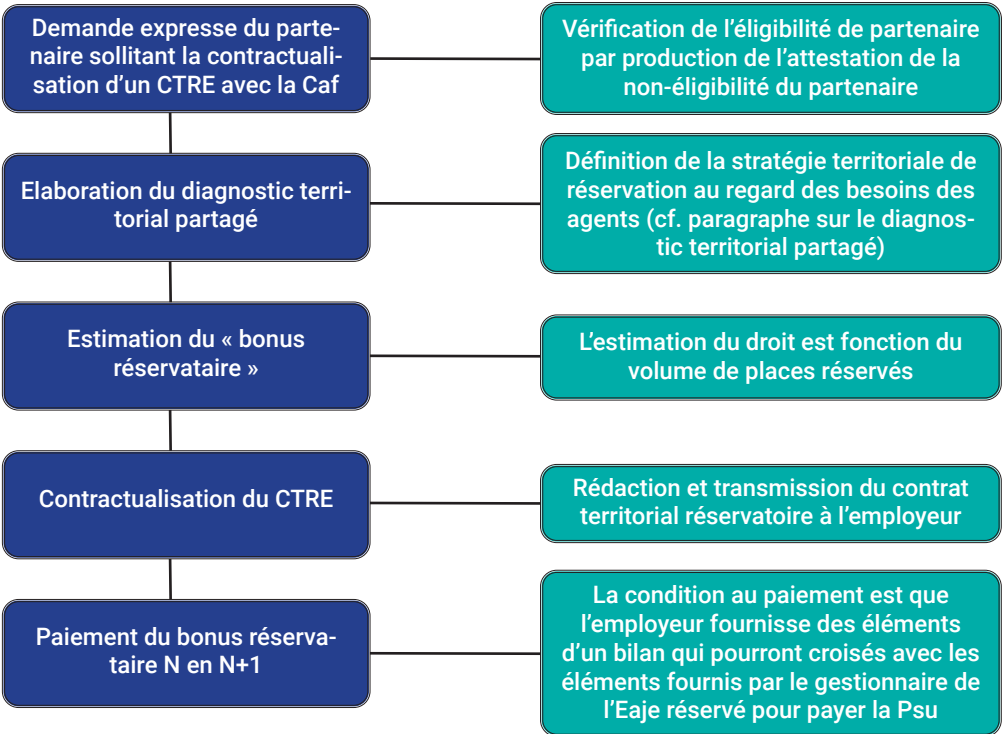 Demande expresse du parte-
naire sollitant la contractuali-
sation d'un CTRE avec la Caf
Vérification de l'éligibilité de partenaire
par production de l'attestation de la
non-éligibilité du partenaire
Elaboration du diagnostic terri-
torial partagé
Définition de la stratégie territoriale de
réservation au regard des besoins des
agents (cf. paragraphe sur le diagnos-
tic territorial partagé)
Estimation du « bonus
réservataire »
L'estimation du droit est fonction du
volume de places réservés
Contractualisation du CTRE
Rédaction et transmission du contrat
territorial réservatoire à l'employeur
Paiement du bonus réserva-
taire N en N+1
La condition au paiement est que
l'employeur fournisse des éléments
d'un bilan qui pourront croisés avec les
éléments fournis par le gestionnaire de
l'Eaje réservé pour payer la Psu